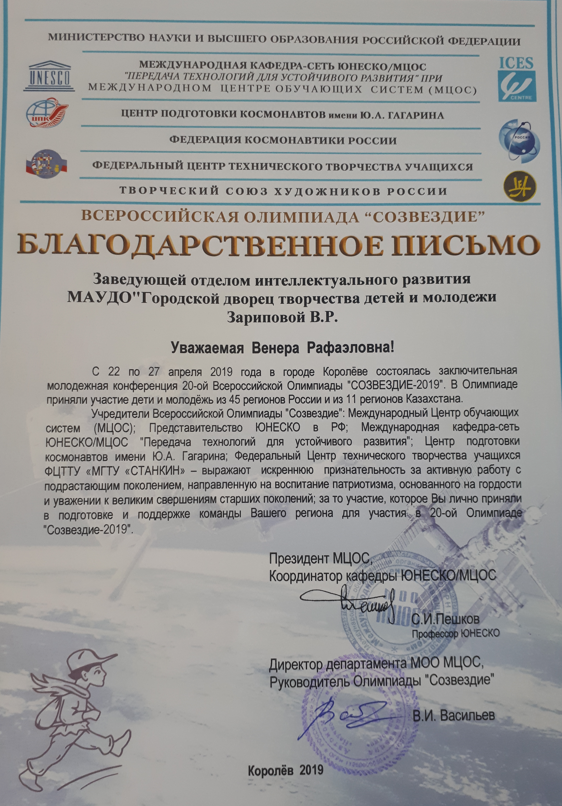 МИНИСТЕРСТВО НАУКИ И ВЫСШЕГО ОБРАЗОВАНИЯ РОССИЙСКОЙ ФЕДЕРАЦИИ
UNESCO
МЕЖДУНАРОДНАЯ КАФЕДРА-СЕТЬ ЮНЕСКО/МЦОС
"ПЕРЕДАЧА ТЕХНОЛОГИЙ ДЛЯ УСТОЙЧИВОГО РАЗВИТИЯ" ПРИ
МЕЖДУНАРОДНОМ ЦЕНТРЕ ОБУЧАЮЩИХ СИСТЕМ (МЦОС)
ICES
CENTRE
ЦЕНТР ПОДГОТОВКИ КОСМОНАВТОВ имени Ю.А. ГАГАРИНА
ЦПК
ФЕДЕРАЦИЯ КОСМОНАВТИКИ РОССИИ
ФЕДЕРАЛЬНЫЙ ЦЕНТР ТЕХНИЧЕСКОГО ТВОРЧЕСТВА УЧАЩИХСЯ
ТВОРЧЕСКИЙ СОЮЗ ХУДОЖНИКОВ РОССИИ
ВСЕРОССИЙСКАЯ ОЛИМПИАДА “СОЗВЕЗДИЕ”
БЛАГОДАРСТВЕННОЕ ПИСЬМО
Заведующей отделом интеллектуального развития
МАУДО"Городской дворец творчества детей и молодежи
Зариповой В.Р.
Уважаемая Венера Рафаэловна!
С 22 по 27 апреля 2019 года в городе Королёве состоялась заключительная
молодежная конференция 20-ой Всероссийской Олимпиады "СОЗВЕЗДИЕ-2019". В Олимпиаде
приняли участие дети и молодёжь из 45 регионов России и из 11 регионов Казахстана.
Учредители Всероссийской Олимпиады "Созвездие": Международный Центр обучающих
систем (МЦОС); Представительство ЮНЕСКО в РФ; Международная кафедра-сеть
ЮНЕСКО/МЦОС "Передача технологий для устойчивого развития"; Центр подготовки
космонавтов имени Ю.А. Гагарина; Федеральный Центр технического творчества учащихся
ФЦТТУ «МГТУ «СТАНКИН» – выражают искреннюю признательность за активную работу с
подрастающим поколением, направленную на воспитание патриотизма, основанного на гордости
и уважении к великим свершениям старших поколений; за то участие, которое Вы лично приняли
в подготовке и поддержке команды Вашего региона для участия в 20-ой Олимпиаде
"Созвездие-2019".
Президент МЦОС,
Координатор кафедры ЮНЕСКО/МЦОС
С.И.Пешков
Профессор ЮНЕСКО
Директор департамента МОО МЦОС,
Руководитель Олимпиады "Созвездие"
В.И. Васильев
Королёв 2019